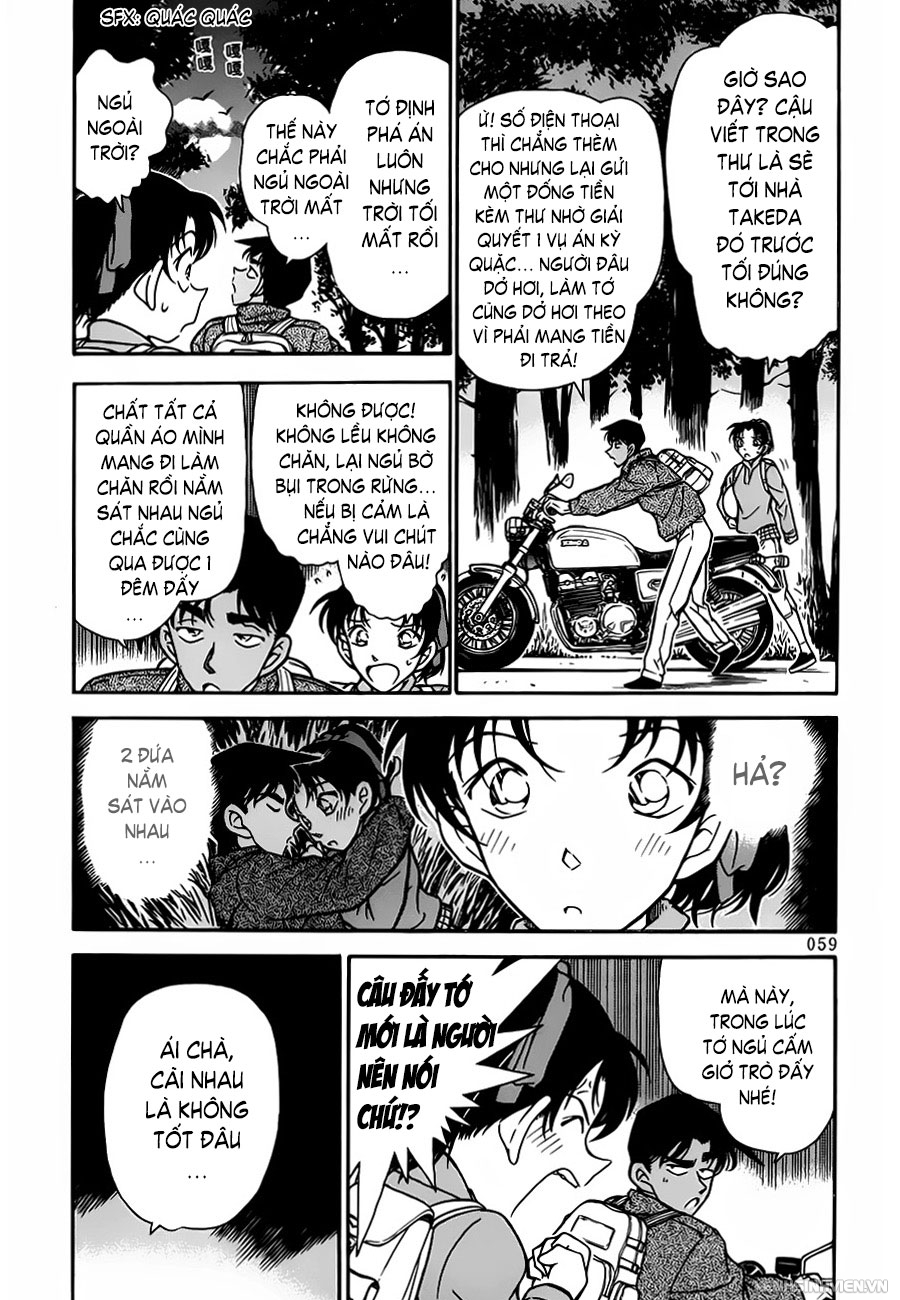 GIỜ SAO
ĐÂY? CẬU
VIẾT TRONG
THƯ LÀ SẼ
TỚI NHÀ
TAKEDA
ĐÓ TRƯỚC
TỐI ĐÚNG
KHÔNG?
Ừ! SỐ ĐIỆN THOẠI
THÌ CHẲNG THÈM
CHO NHƯNG LẠI GỬI
MỘT ĐỐNG TIỀN
KÈM THƯ NHỜ GIẢI
QUYẾT 1 VỤ ÁN KỲ
QUẶC... NGƯỜI ĐÂU
DỞ HƠI, LÀM TỚ
CŨNG DỞ HƠI THEO
VÌ PHẢI MANG TIỀN
ĐI TRẢ!
SFX: QUÁC QUÁC
嘎嘎
嘎嘎
TỚ ĐỊNH
PHÁ ÁN
LUÔN
NHƯNG
TRỜI TỐI
MẤT RỒI
...
THẾ NÀY
CHẮC PHẢI
NGỦ NGOÀI
TRỜI MẤT
...
NGỦ
NGOÀI
TRỜI?
KHÔNG ĐƯỢC!
KHÔNG LỀU KHÔNG
CHĂN, LẠI NGỦ BỜ
BỤI TRONG RỪNG...
NẾU BỊ CẢM LÀ
CHẲNG VUI CHÚT
NÀO ĐÂU!
CHẤT TẤT CẢ
QUẦN ÁO MÌNH
MANG ĐI LÀM
CHĂN RỒI NẰM
SÁT NHAU NGỦ
CHẮC CŨNG
QUA ĐƯỢC 1
ĐÊM ĐẤY
HẢ?
2 ĐỨA
NẰM
SÁT VÀO
NHAU
...
059
MÀ NÀY,
TRONG LÚC
TỚ NGỦ CẤM
GIỞ TRÒ ĐẤY
NHÉ!
CÂU ĐẤY TỚ
MỚI LÀ NGƯỜI
NÊN NÓI
CHỨ!?
ÁI CHÀ,
CÃI NHAU
LÀ KHÔNG
TỐT ĐÂU
...